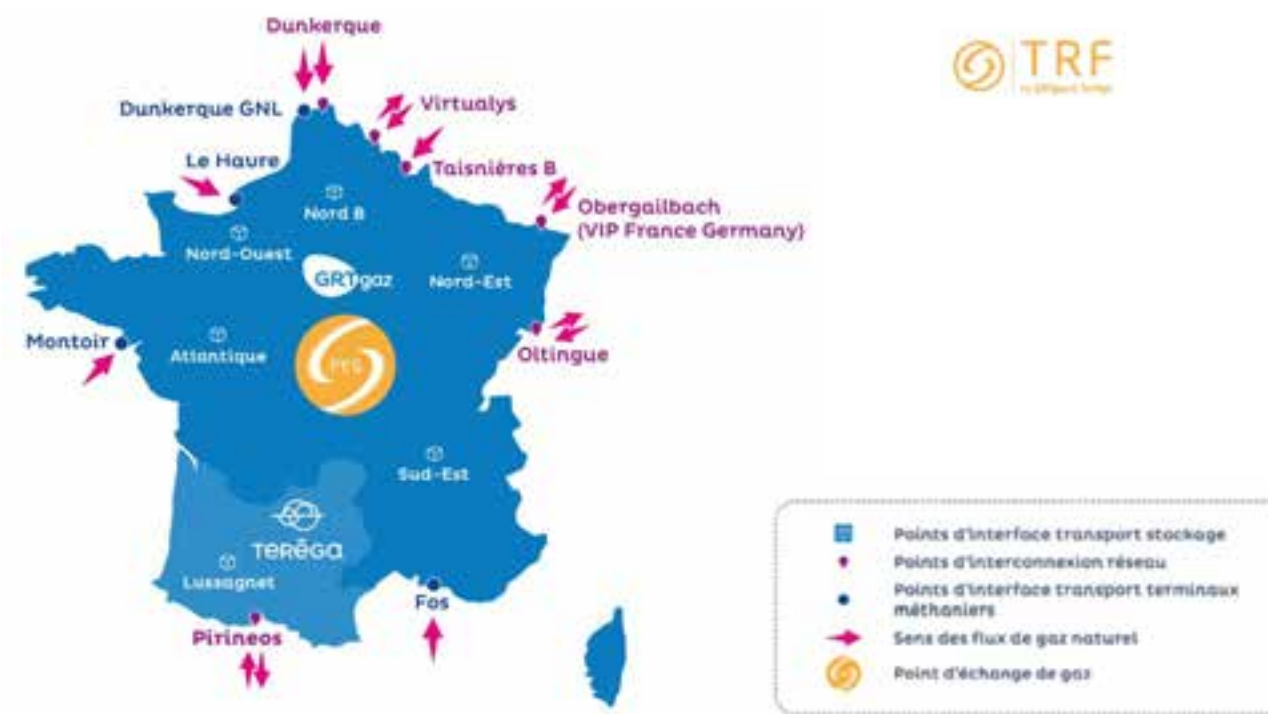 Dunkerque
TRF
Dunkerque GNL
Virtualys
Le Havre
Taisnières B
Nord B
Obergailbach
(VIP France Germany)
Nord-Ouest
GRTgaz
Nord-Est
Montoir
Atlantique
PEG
Oltingue
Sud-Est
TERĒGA
Lussagnet
Fos
Pirineos
Points d'interface transport stockage
Points d'interconnexion réseau
Points d'interface transport terminaux
méthaniers
Sens des flux de gaz naturel
Point d'échange de gaz